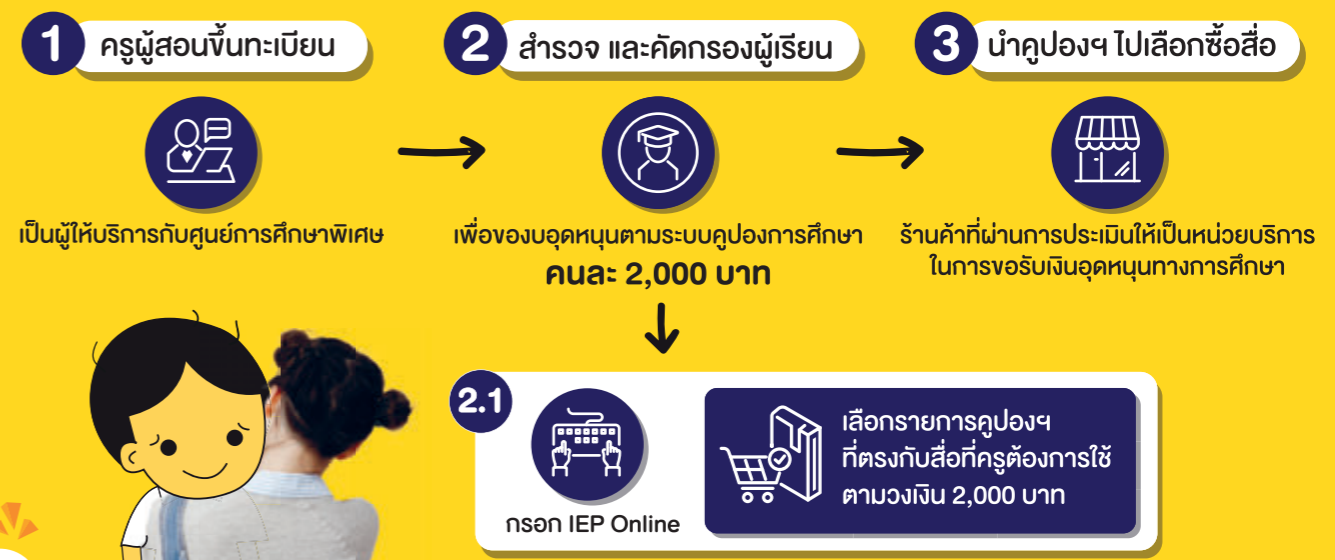 1 ครูผู้สอนขึ้นทะเบียน
เป็นผู้ให้บริการกับศูนย์การศึกษาพิเศษ
2 สำรวจ และคัดกรองผู้เรียน
เพื่อของบอุดหนุนตามระบบคูปองการศึกษา
คนละ 2,000 บาท
2.1
กรอก IEP Online
เลือกรายการคูปองฯ
ที่ตรงกับสื่อที่ครูต้องการใช้
ตามวงเงิน 2,000 บาท
3 นำคูปองฯ ไปเลือกซื้อสื่อ
ร้านค้าที่ผ่านการประเมินให้เป็นหน่วยบริการ
ในการขอรับเงินอุดหนุนทางการศึกษา